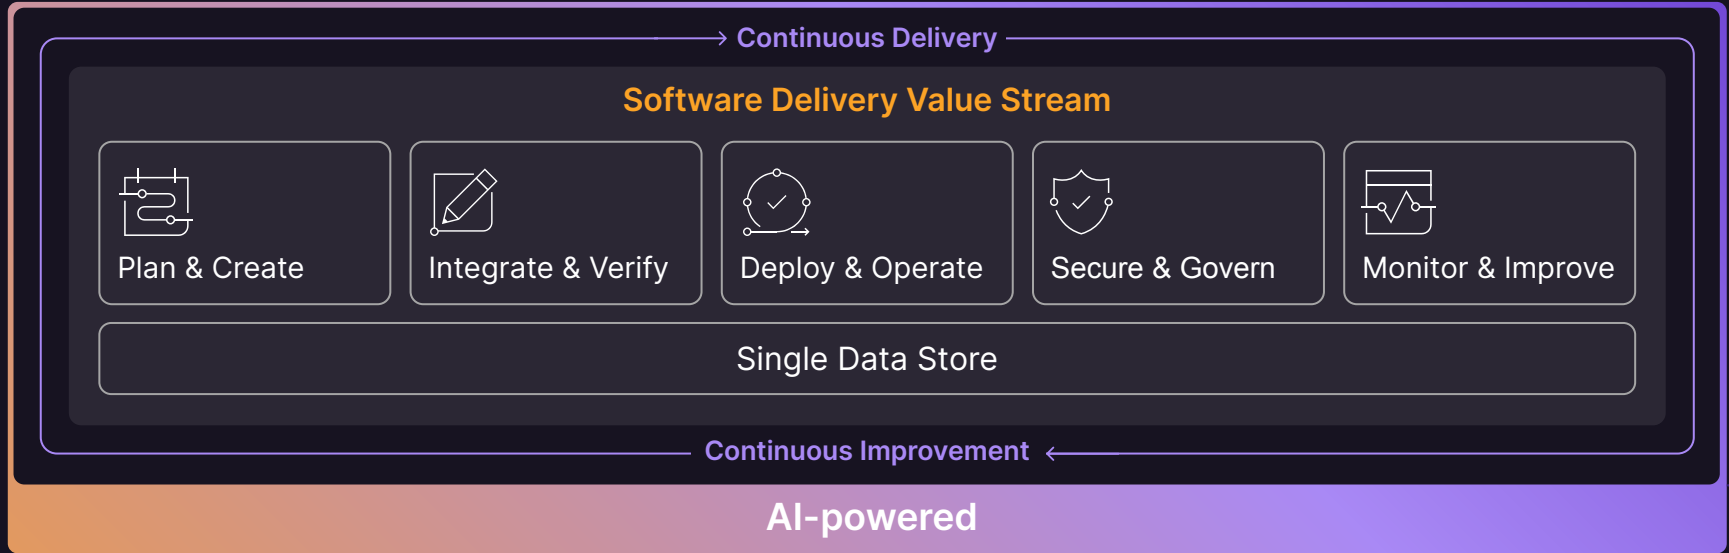 Continuous Delivery
Software Delivery Value Stream
Plan & Create
Integrate & Verify
Deploy & Operate
Secure & Govern
Monitor & Improve
Single Data Store
Continuous Improvement
AI-powered